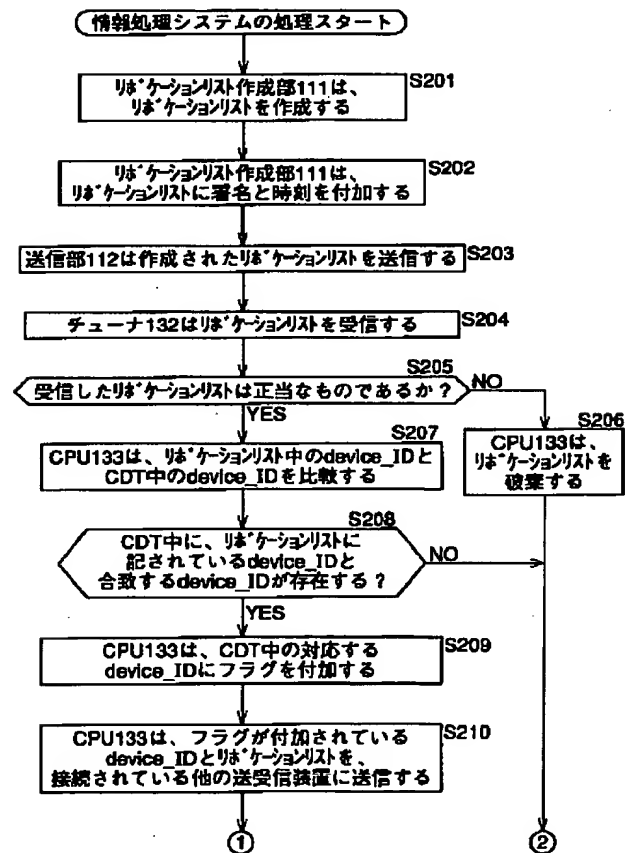 情報処理システムの処理スタート
S201
ﾘﾎﾞｹｰｼｮﾝﾘｽﾄ作成部111は、
ﾘﾎﾞｹｰｼｮﾝﾘｽﾄを作成する
S202
ﾘﾎﾞｹｰｼｮﾝﾘｽﾄ作成部111は、
ﾘﾎﾞｹｰｼｮﾝﾘｽﾄに署名と時刻を付加する
送信部112は作成されたﾘﾎﾞｹｰｼｮﾝﾘｽﾄを送信する
S203
チューナ132はﾘﾎﾞｹｰｼｮﾝﾘｽﾄを受信する
S204
S205
受信したﾘﾎﾞｹｰｼｮﾝﾘｽﾄは正当なものであるか？
NO
YES
S206
CPU133は、
ﾘﾎﾞｹｰｼｮﾝﾘｽﾄを
破棄する
S207
CPU133は、ﾘﾎﾞｹｰｼｮﾝﾘｽﾄ中のdevice_IDと
CDT中のdevice_IDを比較する
S208
CDT中に、ﾘﾎﾞｹｰｼｮﾝﾘｽﾄに
記されているdevice_IDと
合致するdevice_IDが存在する？
NO
YES
S209
CPU133は、CDT中の対応する
device_IDにフラグを付加する
S210
CPU133は、フラグが付加されている
device_IDとﾘﾎﾞｹｰｼｮﾝﾘｽﾄを、
接続されている他の送受信装置に送信する
①
②